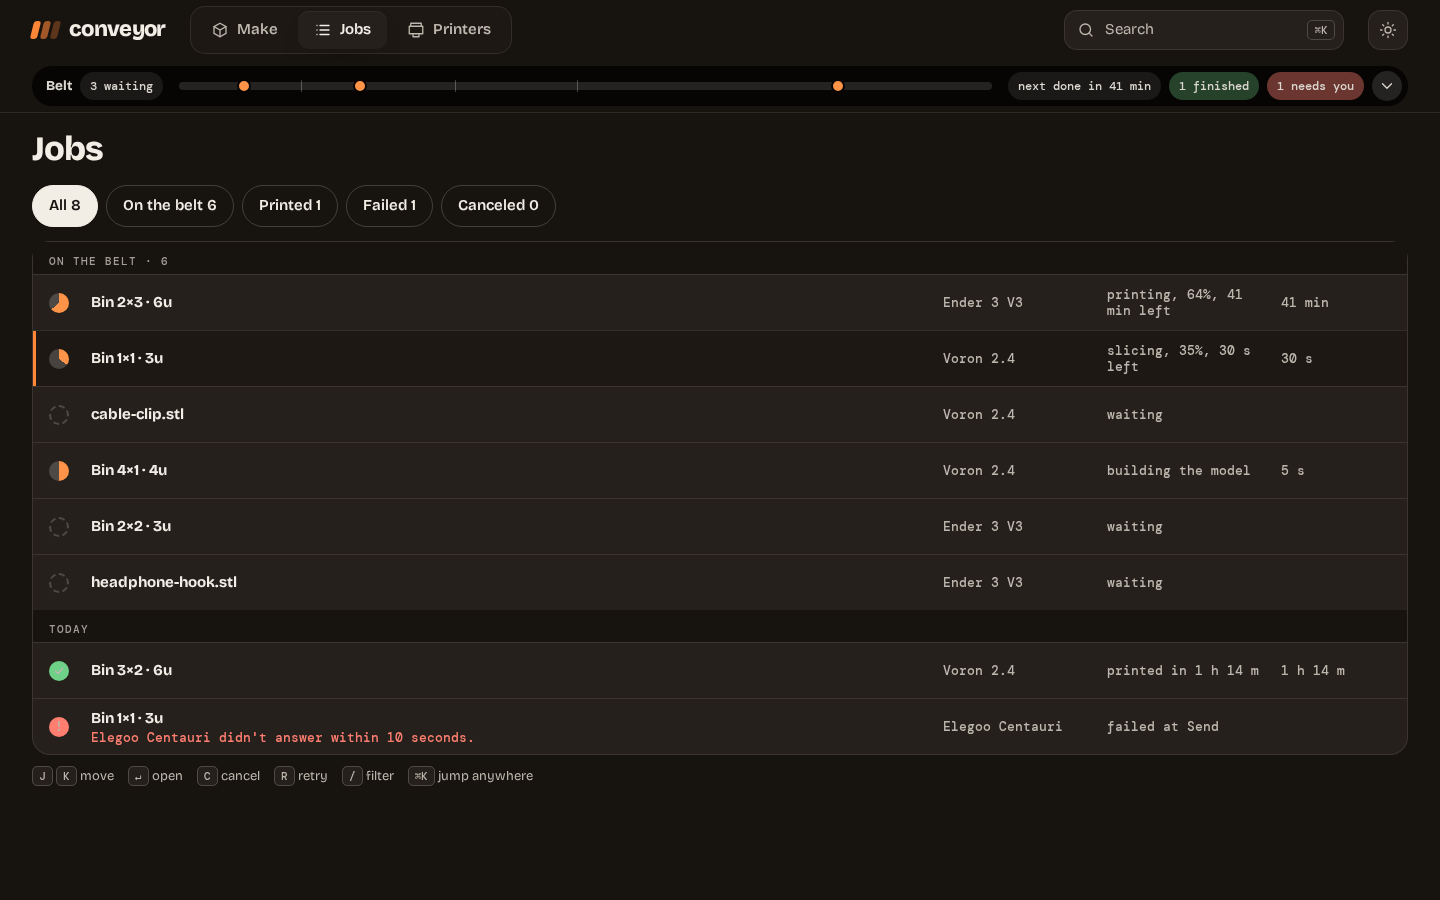 conveyor
Make
Jobs
Printers
Search
⌘K
Belt
3 waiting
next done in 41 min
1 finished
1 needs you
Jobs
All 8
On the belt 6
Printed 1
Failed 1
Canceled 0
ON THE BELT · 6
Bin 2×3 · 6u
Ender 3 V3
printing, 64%, 41
min left
41 min
Bin 1×1 · 3u
Voron 2.4
slicing, 35%, 30 s
left
30 s
cable-clip.stl
Voron 2.4
waiting
Bin 4×1 · 4u
Voron 2.4
building the model
5 s
Bin 2×2 · 3u
Ender 3 V3
waiting
headphone-hook.stl
Ender 3 V3
waiting
TODAY
Bin 3×2 · 6u
Voron 2.4
printed in 1 h 14 m
1 h 14 m
Bin 1×1 · 3u
Elegoo Centauri didn't answer within 10 seconds.
Elegoo Centauri
failed at Send
J K move ↵ open C cancel R retry / filter ⌘K jump anywhere